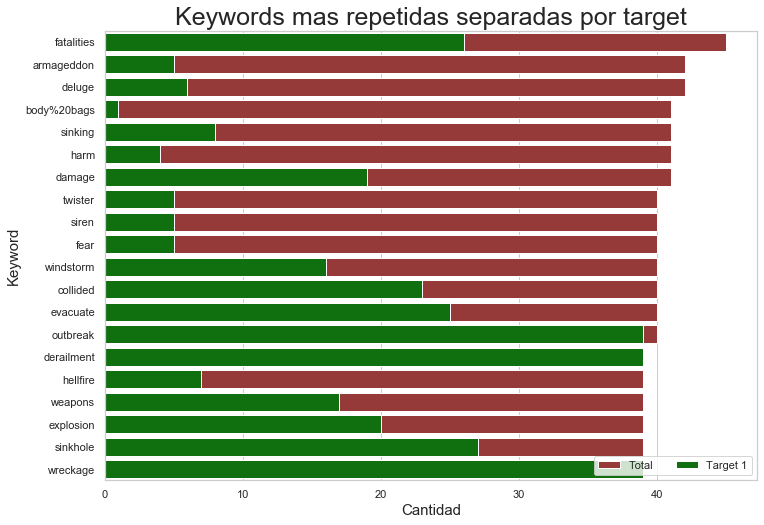 Keywords mas repetidas separadas por target
Keyword
fatalities
armageddon
deluge
body%20bags
sinking
harm
damage
twister
siren
fear
windstorm
collided
evacuate
outbreak
derailment
hellfire
weapons
explosion
sinkhole
wreckage
Total Target 1
0 10 20 30 40
Cantidad